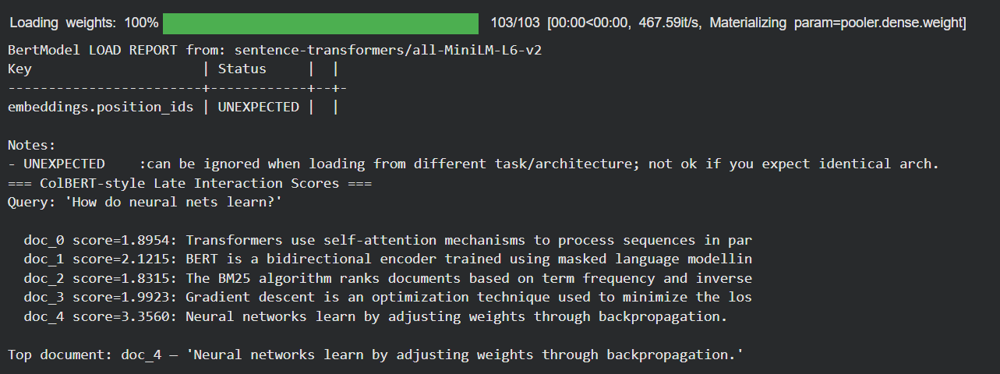 Loading weights: 100% 103/103 [00:00<00:00, 467.59it/s, Materializing param=pooler.dense.weight]
BertModel LOAD REPORT from: sentence-transformers/all-MiniLM-L6-v2
Key                     | Status     |  |
------------------------+------------+--+-
embeddings.position_ids | UNEXPECTED |  |
Notes:
- UNEXPECTED    :can be ignored when loading from different task/architecture; not ok if you expect identical arch.
=== ColBERT-style Late Interaction Scores ===
Query: 'How do neural nets learn?'
  doc_0 score=1.8954: Transformers use self-attention mechanisms to process sequences in par
  doc_1 score=2.1215: BERT is a bidirectional encoder trained using masked language modellin
  doc_2 score=1.8315: The BM25 algorithm ranks documents based on term frequency and inverse
  doc_3 score=1.9923: Gradient descent is an optimization technique used to minimize the los
  doc_4 score=3.3560: Neural networks learn by adjusting weights through backpropagation.
Top document: doc_4 — 'Neural networks learn by adjusting weights through backpropagation.'